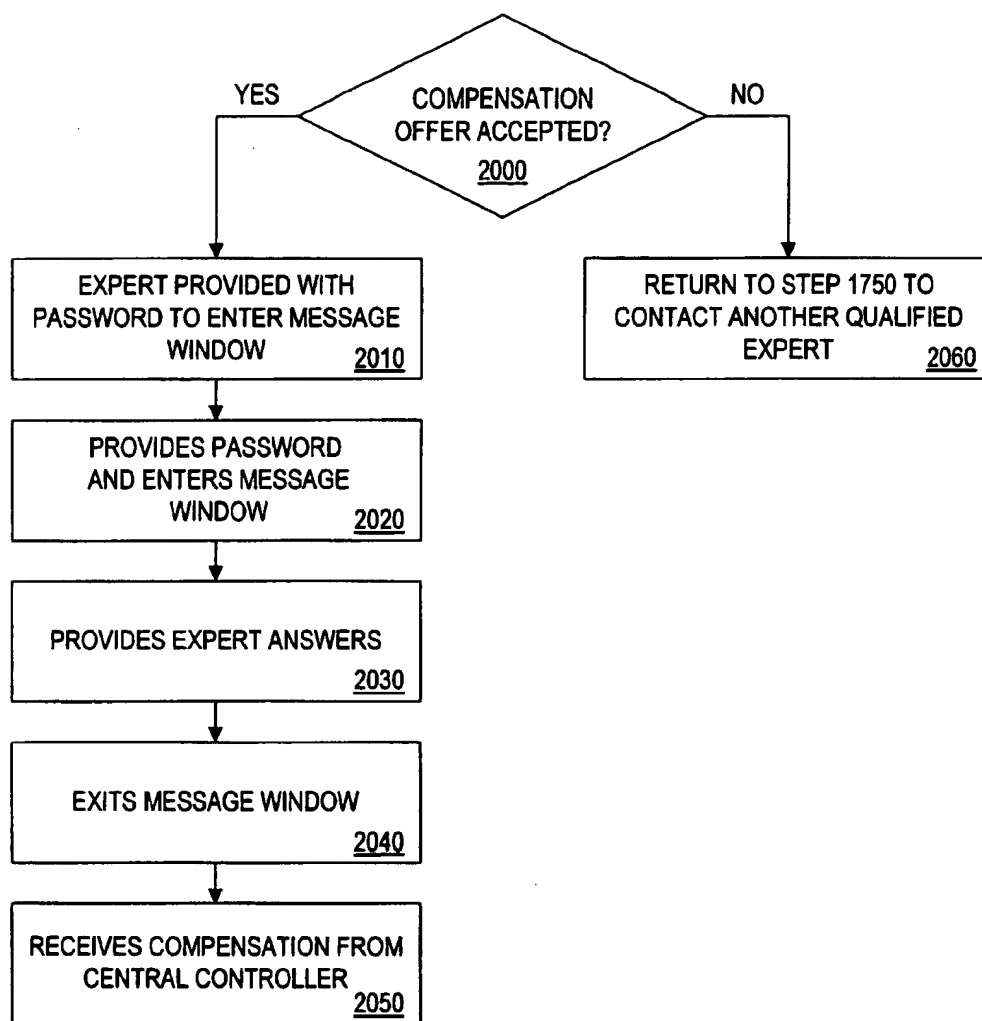 YES
COMPENSATION
OFFER ACCEPTED?
2000
NO
EXPERT PROVIDED WITH
PASSWORD TO ENTER MESSAGE
WINDOW
2010
RETURN TO STEP 1750 TO
CONTACT ANOTHER QUALIFIED
EXPERT
2060
PROVIDES PASSWORD
AND ENTERS MESSAGE
WINDOW
2020
PROVIDES EXPERT ANSWERS
2030
EXITS MESSAGE WINDOW
2040
RECEIVES COMPENSATION FROM
CENTRAL CONTROLLER
2050